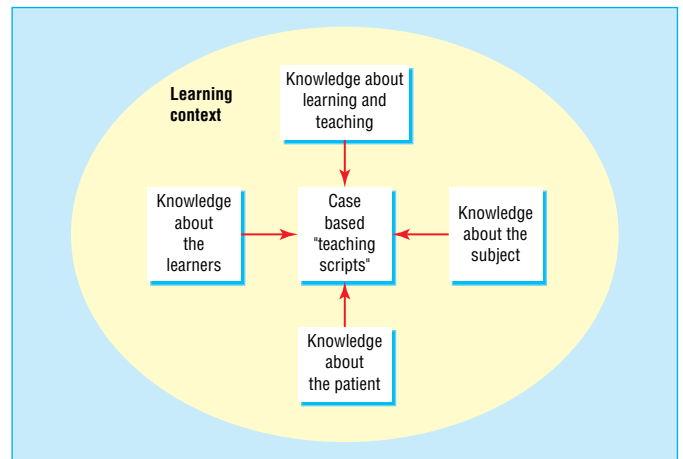 Knowledge about
learning and
teaching
Learning
context
Knowledge
about
the
learners
Case
based
"teaching
scripts"
Knowledge
about the
subject
Knowledge
about
the patient